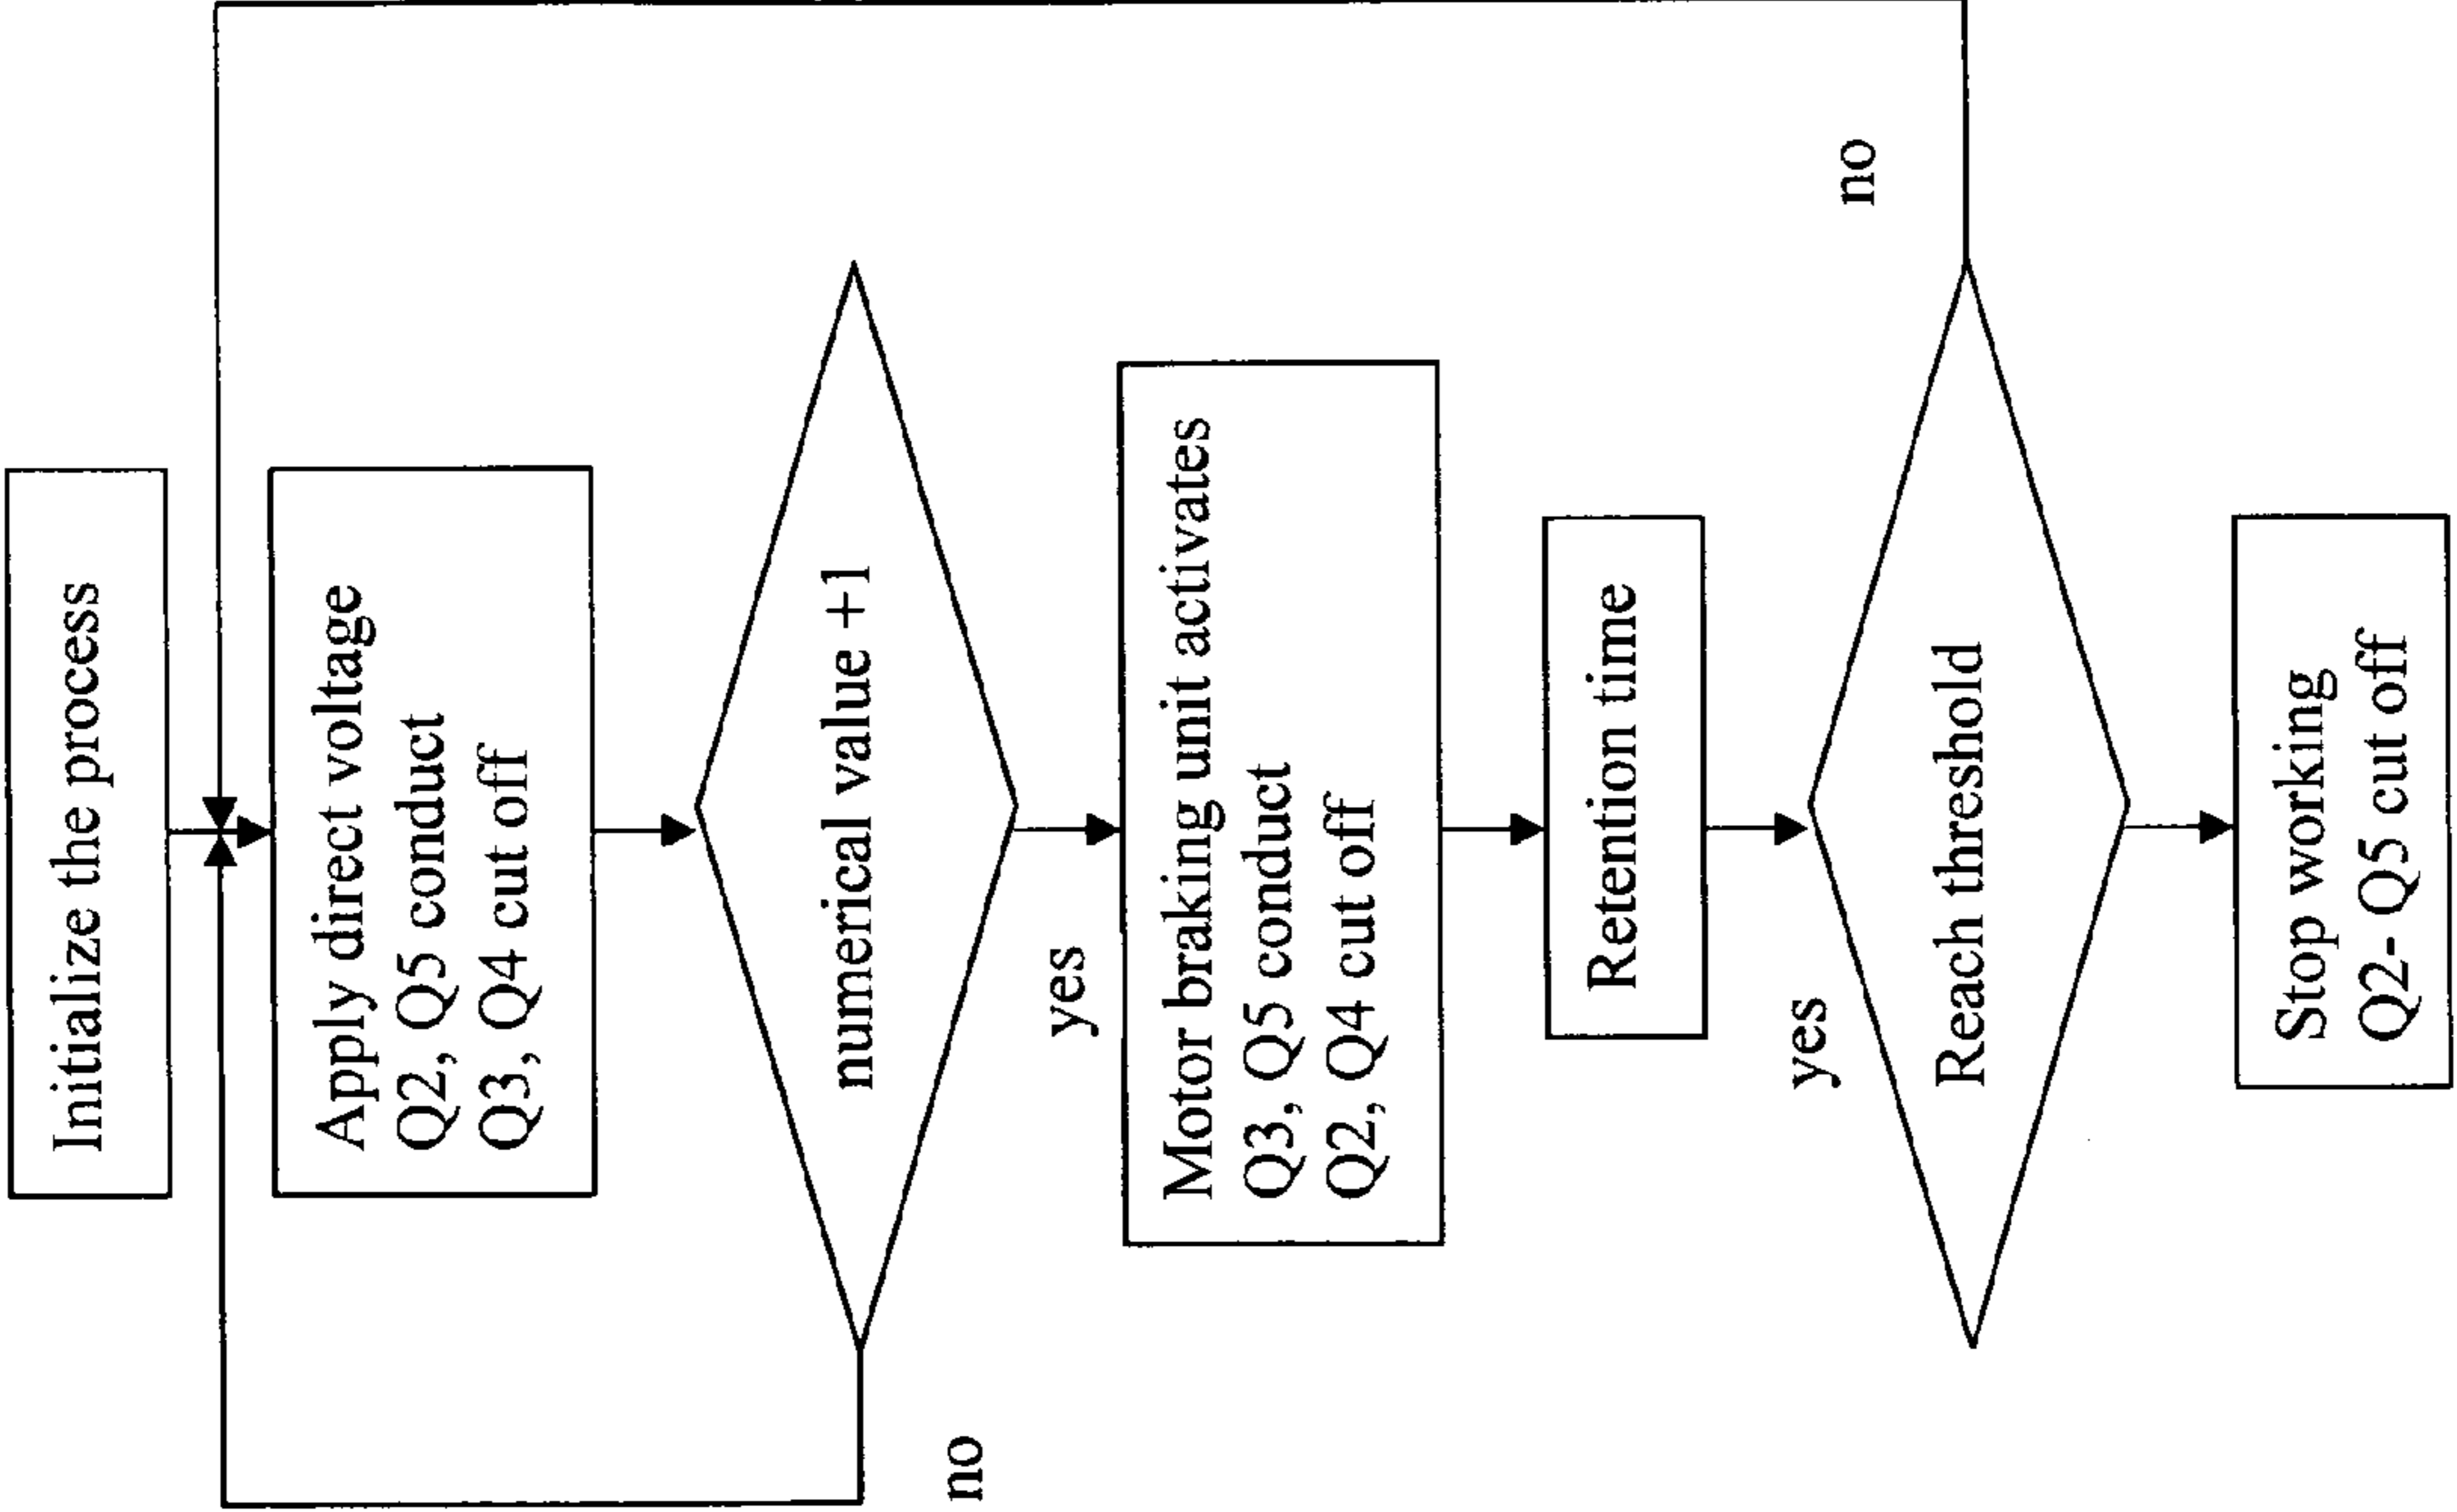 Initialize the process
Apply direct voltage
Q2, Q5 conduct
Q3, Q4 cut off
numerical value +1
no
yes
Motor braking unit activates
Q3, Q5 conduct
Q2, Q4 cut off
Retention time
yes
Reach threshold
no
Stop working
Q2- Q5 cut off